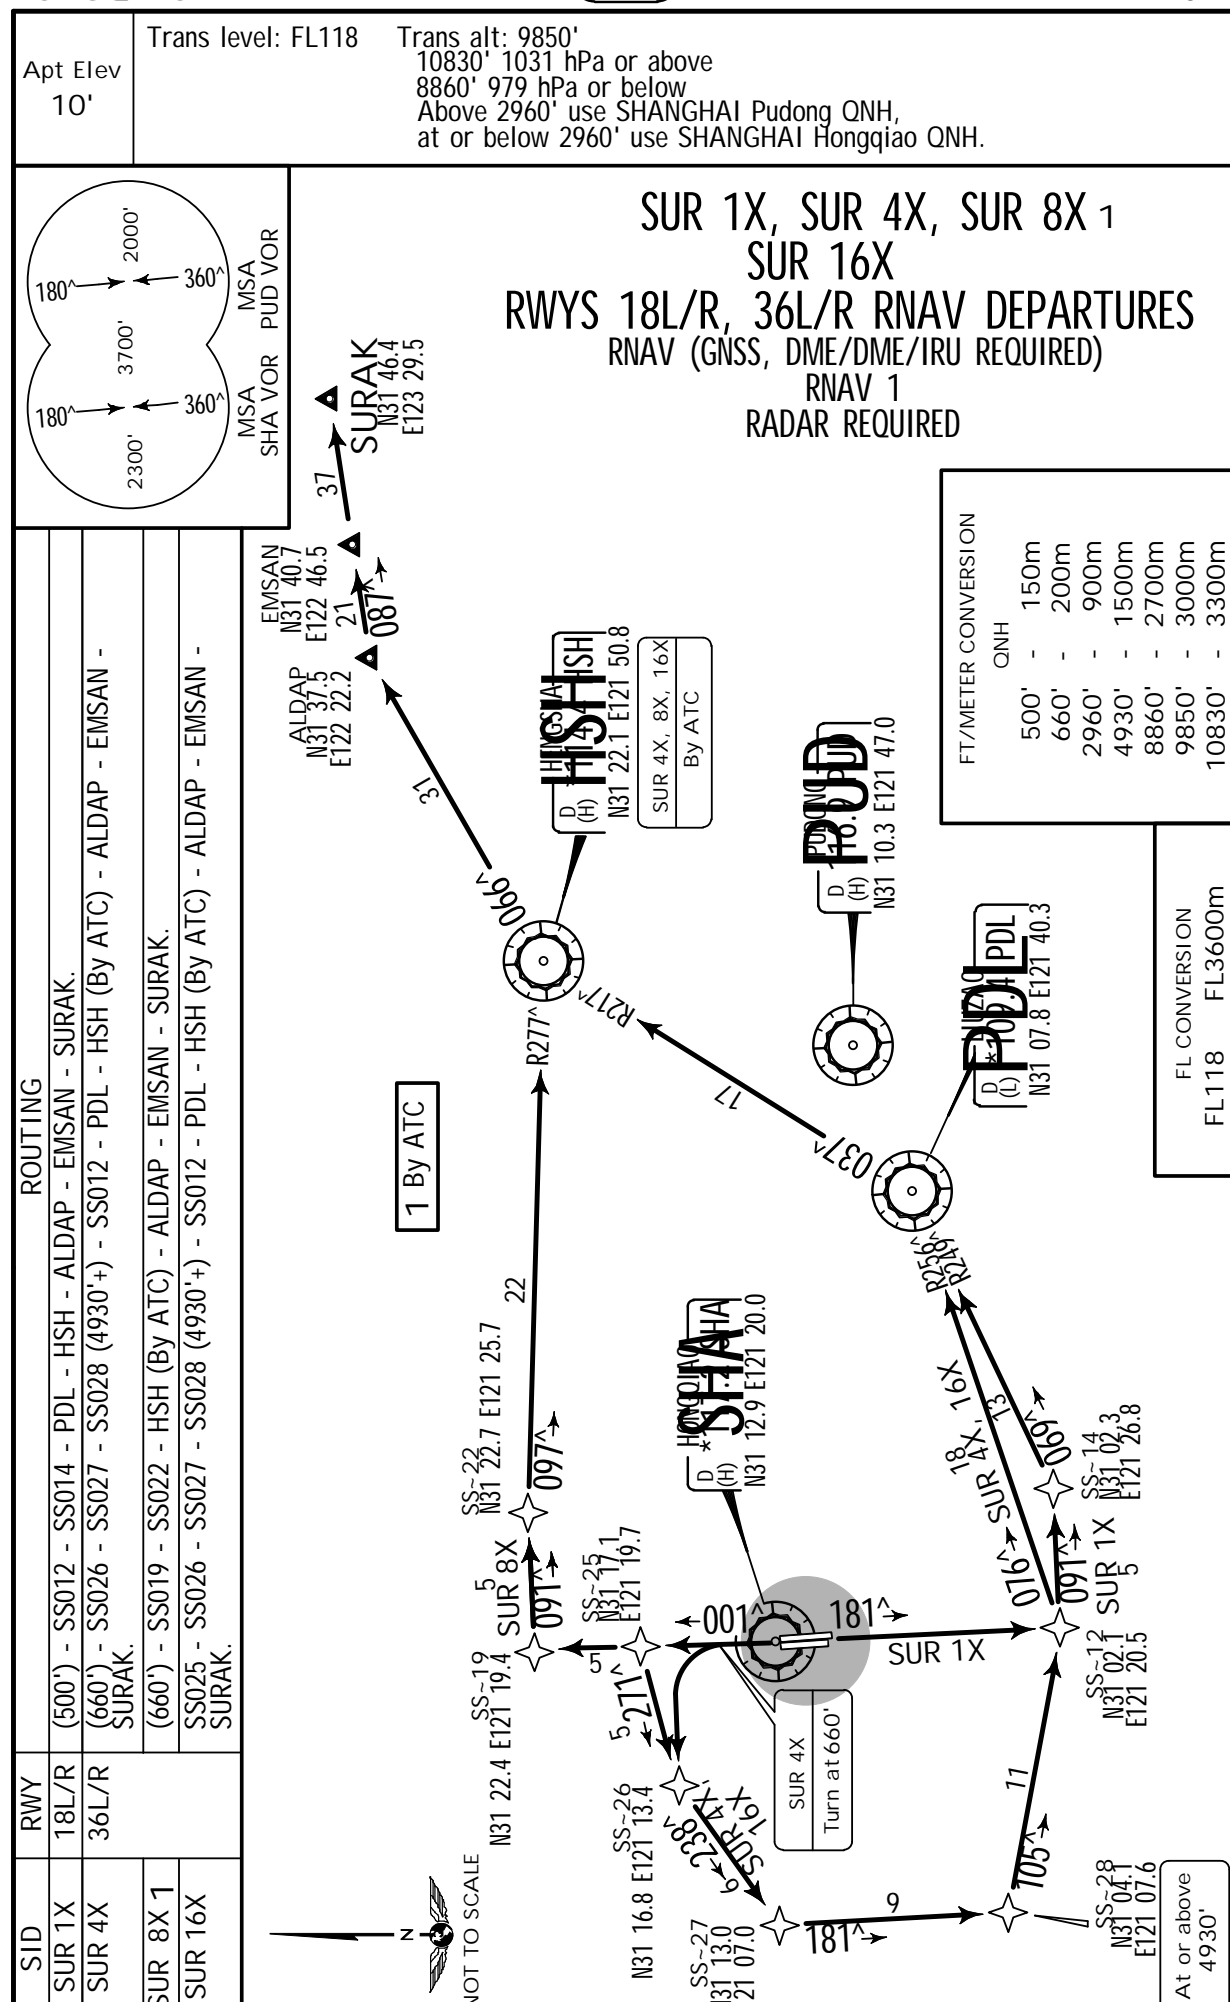 Apt Elev
10'
Trans level: FL118 Trans alt: 9850'
10830' 1031 hPa or above
8860' 979 hPa or below
Above 2960' use SHANGHAI Pudong QNH,
at or below 2960' use SHANGHAI Hongqiao QNH.
180^ 360^
2000'
3700'
180^ 360^
2300'
MSA
PUD VOR
MSA
SHA VOR
SUR 1X, SUR 4X, SUR 8X 1
SUR 16X
RWYS 18L/R, 36L/R RNAV DEPARTURES
RNAV (GNSS, DME/DME/IRU REQUIRED)
RNAV 1
RADAR REQUIRED
SURAK
N31 46.4
E123 29.5
37
EMSAN
N31 40.7
E122 46.5
21
087^
ALDAP
N31 37.5
E122 22.2
31
066^
HENGSHA
D
(H)
HSH
N31 22.1 E121 50.8
SUR 4X, 8X, 16X
By ATC
FT/METER CONVERSION
QNH
500' - 150m
660' - 200m
2960' - 900m
4930' - 1500m
8860' - 2700m
9850' - 3000m
10830' - 3300m
FL CONVERSION
FL118 FL3600m
D
(H)
PUD
N31 10.3 E121 47.0
D
(L)
PDL
N31 07.8 E121 40.3
R277^
R217^
17
037^
1 By ATC
22
R256^
R249^
HONGQIAO
D
(H)
SHA
N31 12.9 E121 20.0
18
SUR 4X, 16X
13
069^
SS~14
N31 02.3
E121 26.8
076^
091^
SUR 1X
5
SS~22
N31 22.7 E121 25.7
097^
5
SUR 8X
091^
SS~25
N31 17.1
E121 19.7
001^
181^
SUR 1X
SS~12
N31 02.1
E121 20.5
SS~19
N31 22.4 E121 19.4
5
271^
5
SUR 4X
Turn at 660'
SS~26
N31 16.8 E121 13.4
238^
6
SUR 4X,
16X
11
105^
SS~27
N31 13.0
E121 07.0
181^
9
SS~28
N31 04.1
E121 07.6
At or above
4930'
N
NOT TO SCALE
SID RWY ROUTING
SUR 1X 18L/R (500') - SS012 - SS014 - PDL - HSH - ALDAP - EMSAN - SURAK.
SUR 4X 36L/R (660') - SS026 - SS027 - SS028 (4930'+) - SS012 - PDL - HSH (By ATC) - ALDAP - EMSAN -
SURAK.
SUR 8X 1 (660') - SS019 - SS022 - HSH (By ATC) - ALDAP - EMSAN - SURAK.
SUR 16X SS025 - SS026 - SS027 - SS028 (4930'+) - SS012 - PDL - HSH (By ATC) - ALDAP - EMSAN -
SURAK.